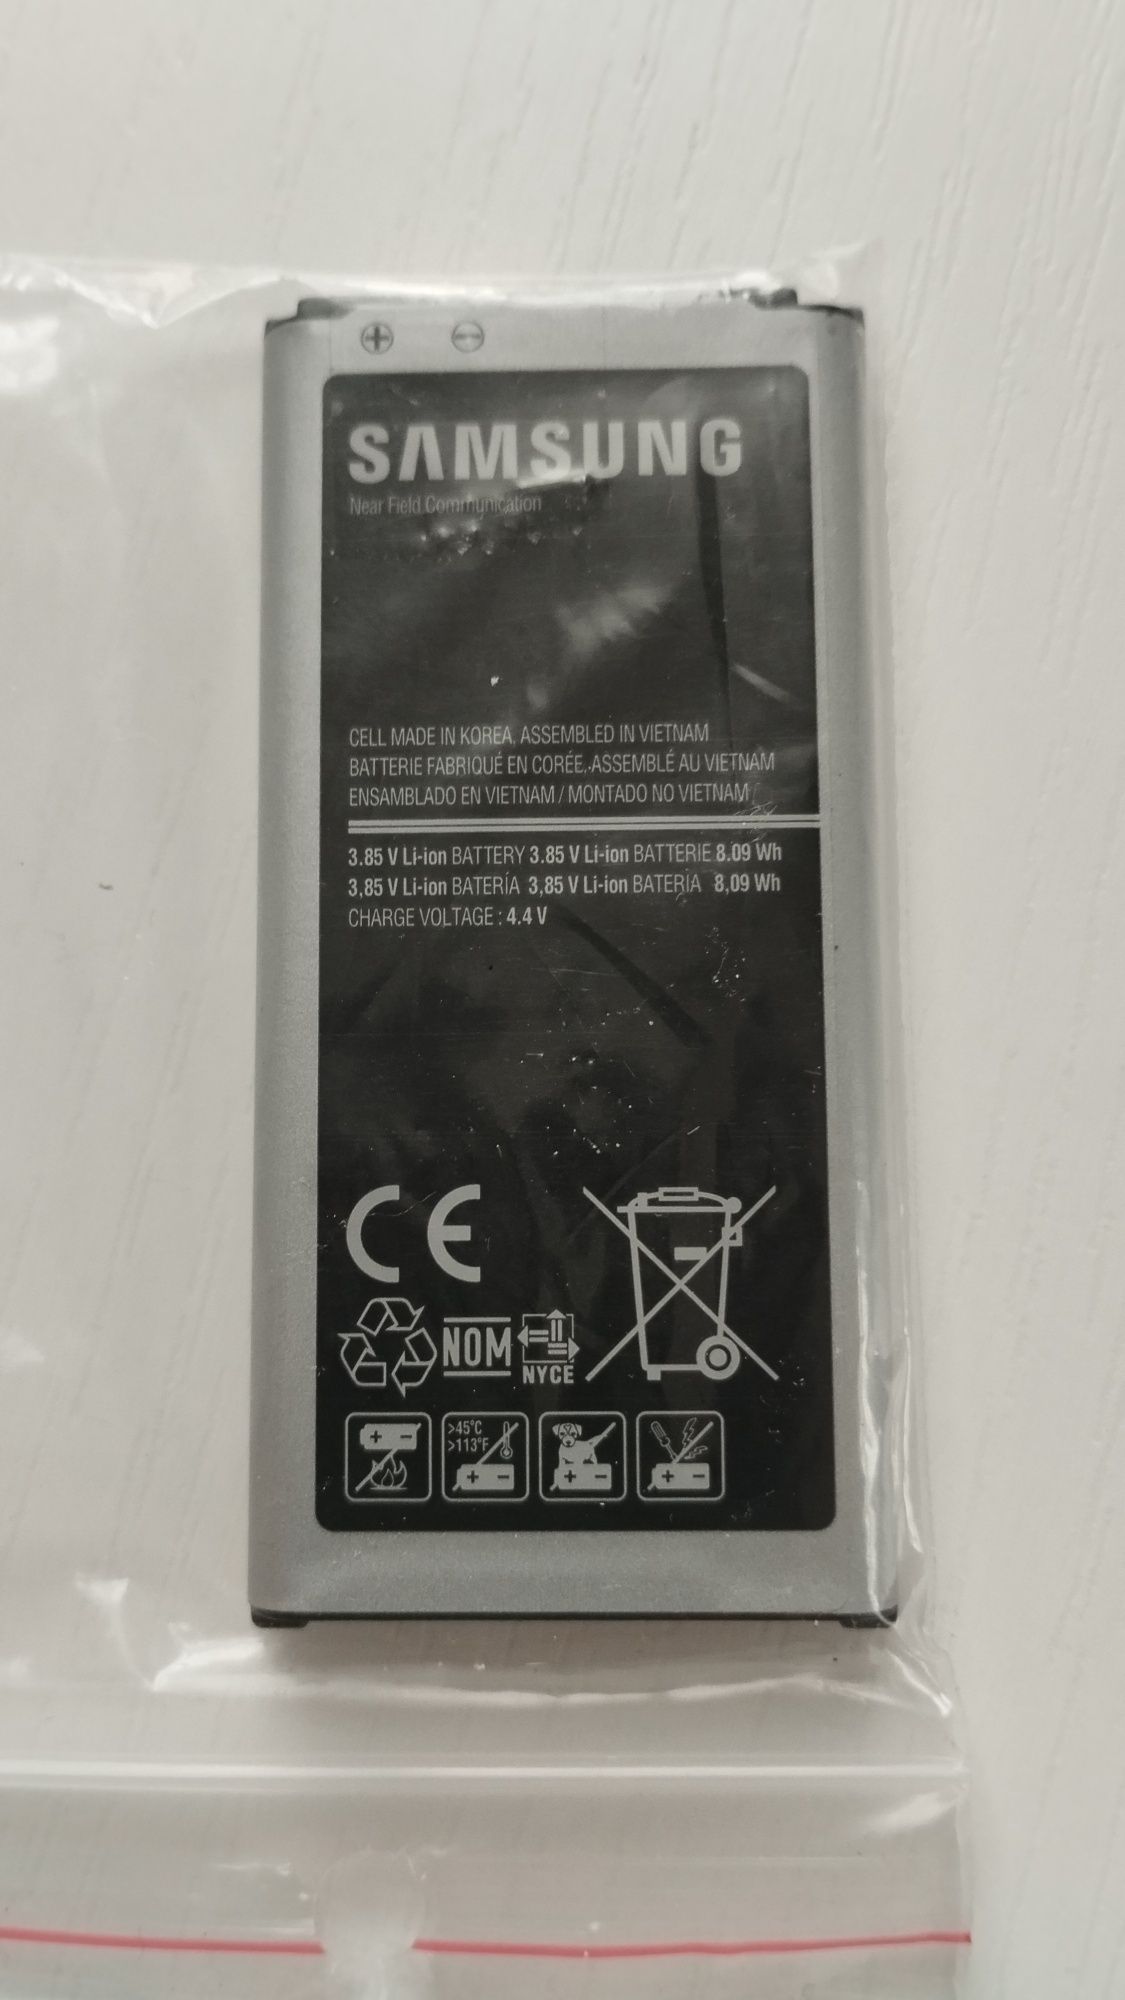 SAMSUNG
Near Field Communication
CELL MADE IN KOREA, ASSEMBLED IN VIETNAM
BATTERIE FABRIQUÉ EN CORÉE, ASSEMBLÉ AU VIETNAM
ENSAMBLADO EN VIETNAM / MONTADO NO VIETNAM
3.85 V Li-ion BATTERY 3.85 V Li-ion BATTERIE 8.09 Wh
3,85 V Li-ion BATERÍA 3,85 V Li-ion BATERIA 8,09 Wh
CHARGE VOLTAGE : 4.4 V
CE
NOM
NYCE
>45°C
>113°F